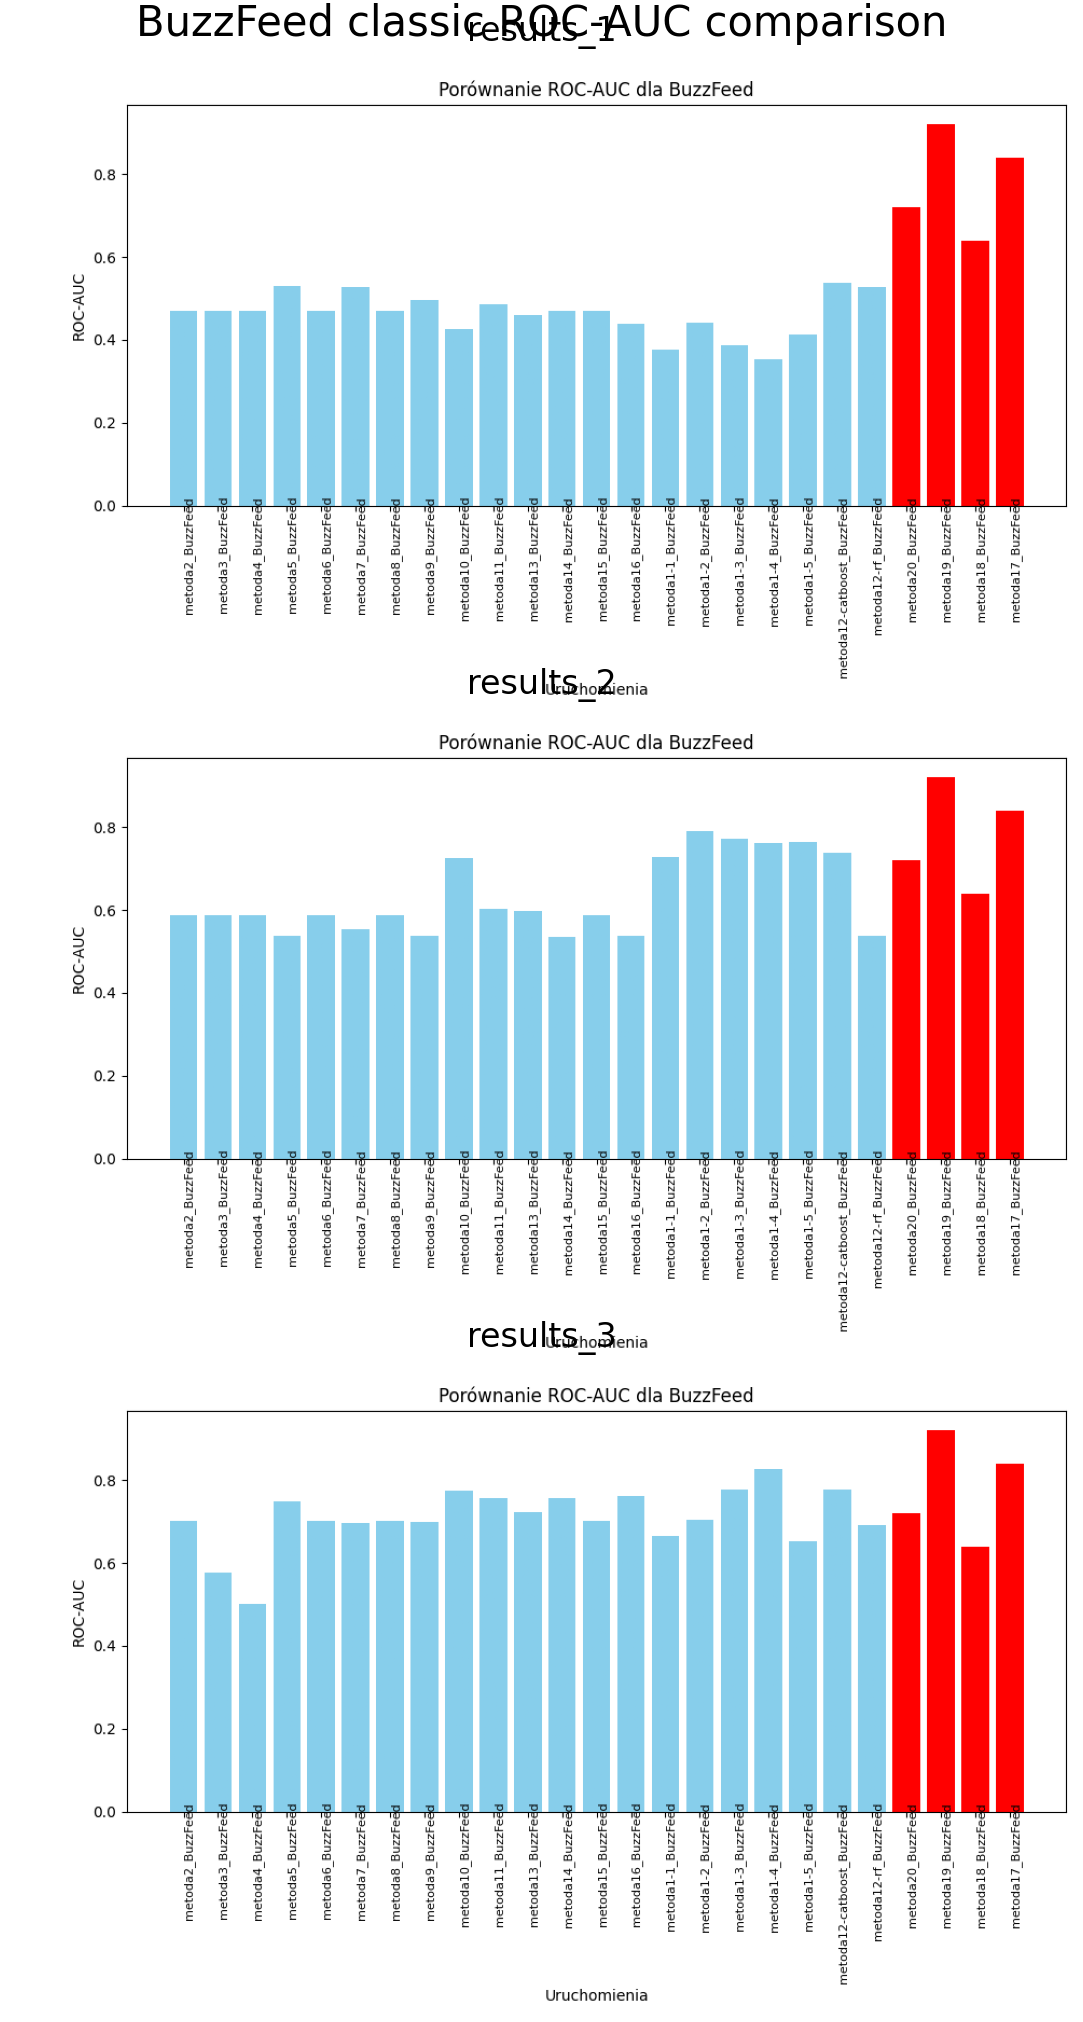 BuzzFeed classic ROC-AUC comparison
results_1
Porównanie ROC-AUC dla BuzzFeed
ROC-AUC
0.8
0.6
0.4
0.2
0.0
metoda2_BuzzFeed
metoda3_BuzzFeed
metoda4_BuzzFeed
metoda5_BuzzFeed
metoda6_BuzzFeed
metoda7_BuzzFeed
metoda8_BuzzFeed
metoda9_BuzzFeed
metoda10_BuzzFeed
metoda11_BuzzFeed
metoda13_BuzzFeed
metoda14_BuzzFeed
metoda15_BuzzFeed
metoda16_BuzzFeed
metoda1-1_BuzzFeed
metoda1-2_BuzzFeed
metoda1-3_BuzzFeed
metoda1-4_BuzzFeed
metoda1-5_BuzzFeed
metoda12-catboost_BuzzFeed
metoda12-rf_BuzzFeed
metoda20_BuzzFeed
metoda19_BuzzFeed
metoda18_BuzzFeed
metoda17_BuzzFeed
Uruchomienia
results_2
Porównanie ROC-AUC dla BuzzFeed
ROC-AUC
0.8
0.6
0.4
0.2
0.0
metoda2_BuzzFeed
metoda3_BuzzFeed
metoda4_BuzzFeed
metoda5_BuzzFeed
metoda6_BuzzFeed
metoda7_BuzzFeed
metoda8_BuzzFeed
metoda9_BuzzFeed
metoda10_BuzzFeed
metoda11_BuzzFeed
metoda13_BuzzFeed
metoda14_BuzzFeed
metoda15_BuzzFeed
metoda16_BuzzFeed
metoda1-1_BuzzFeed
metoda1-2_BuzzFeed
metoda1-3_BuzzFeed
metoda1-4_BuzzFeed
metoda1-5_BuzzFeed
metoda12-catboost_BuzzFeed
metoda12-rf_BuzzFeed
metoda20_BuzzFeed
metoda19_BuzzFeed
metoda18_BuzzFeed
metoda17_BuzzFeed
Uruchomienia
results_3
Porównanie ROC-AUC dla BuzzFeed
ROC-AUC
0.8
0.6
0.4
0.2
0.0
metoda2_BuzzFeed
metoda3_BuzzFeed
metoda4_BuzzFeed
metoda5_BuzzFeed
metoda6_BuzzFeed
metoda7_BuzzFeed
metoda8_BuzzFeed
metoda9_BuzzFeed
metoda10_BuzzFeed
metoda11_BuzzFeed
metoda13_BuzzFeed
metoda14_BuzzFeed
metoda15_BuzzFeed
metoda16_BuzzFeed
metoda1-1_BuzzFeed
metoda1-2_BuzzFeed
metoda1-3_BuzzFeed
metoda1-4_BuzzFeed
metoda1-5_BuzzFeed
metoda12-catboost_BuzzFeed
metoda12-rf_BuzzFeed
metoda20_BuzzFeed
metoda19_BuzzFeed
metoda18_BuzzFeed
metoda17_BuzzFeed
Uruchomienia